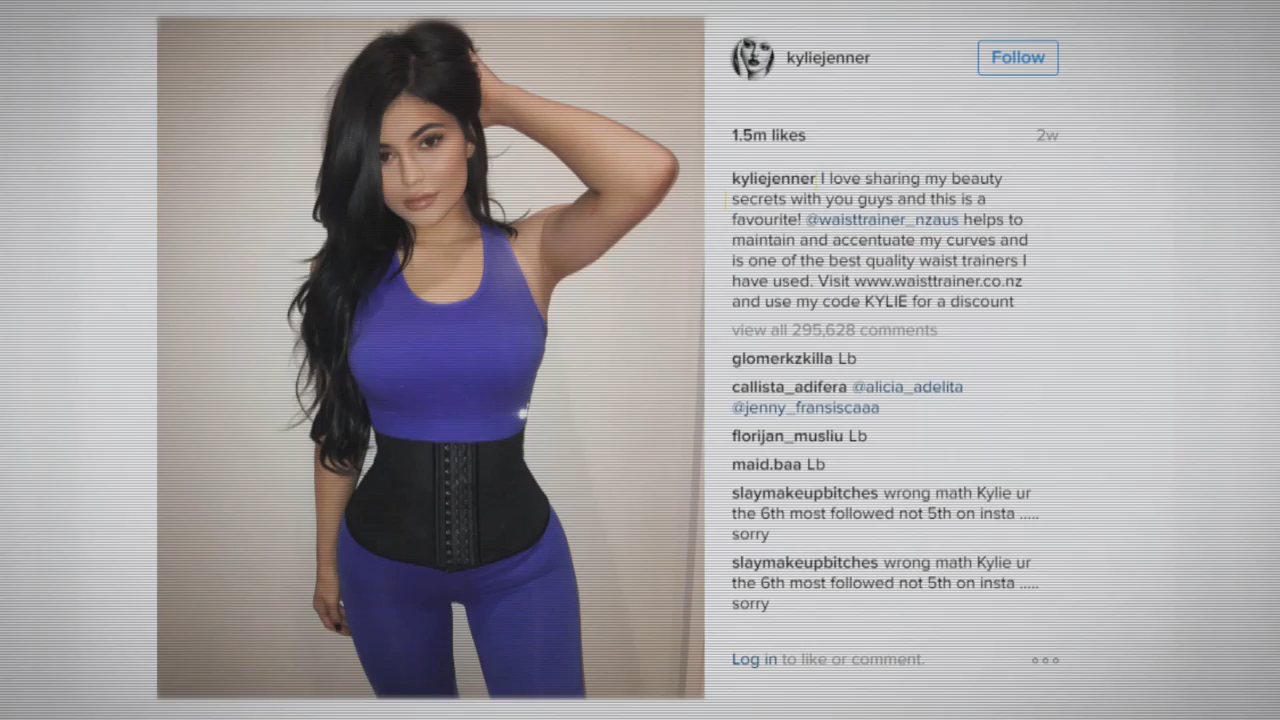 kyliejenner
Follow
1.5m likes
2w
kyliejenner I love sharing my beauty
secrets with you guys and this is a
favourite! @waisttrainer_nzaus helps to
maintain and accentuate my curves and
is one of the best quality waist trainers I
have used. Visit www.waisttrainer.co.nz
and use my code KYLIE for a discount
view all 295,628 comments
glomerkzkilla Lb
callista_adifera @alicia_adelita
@jenny_fransiscaaa
florijan_musliu Lb
maid.baa Lb
slaymakeupbitches wrong math Kylie ur
the 6th most followed not 5th on insta .....
sorry
slaymakeupbitches wrong math Kylie ur
the 6th most followed not 5th on insta .....
sorry
Log in to like or comment.